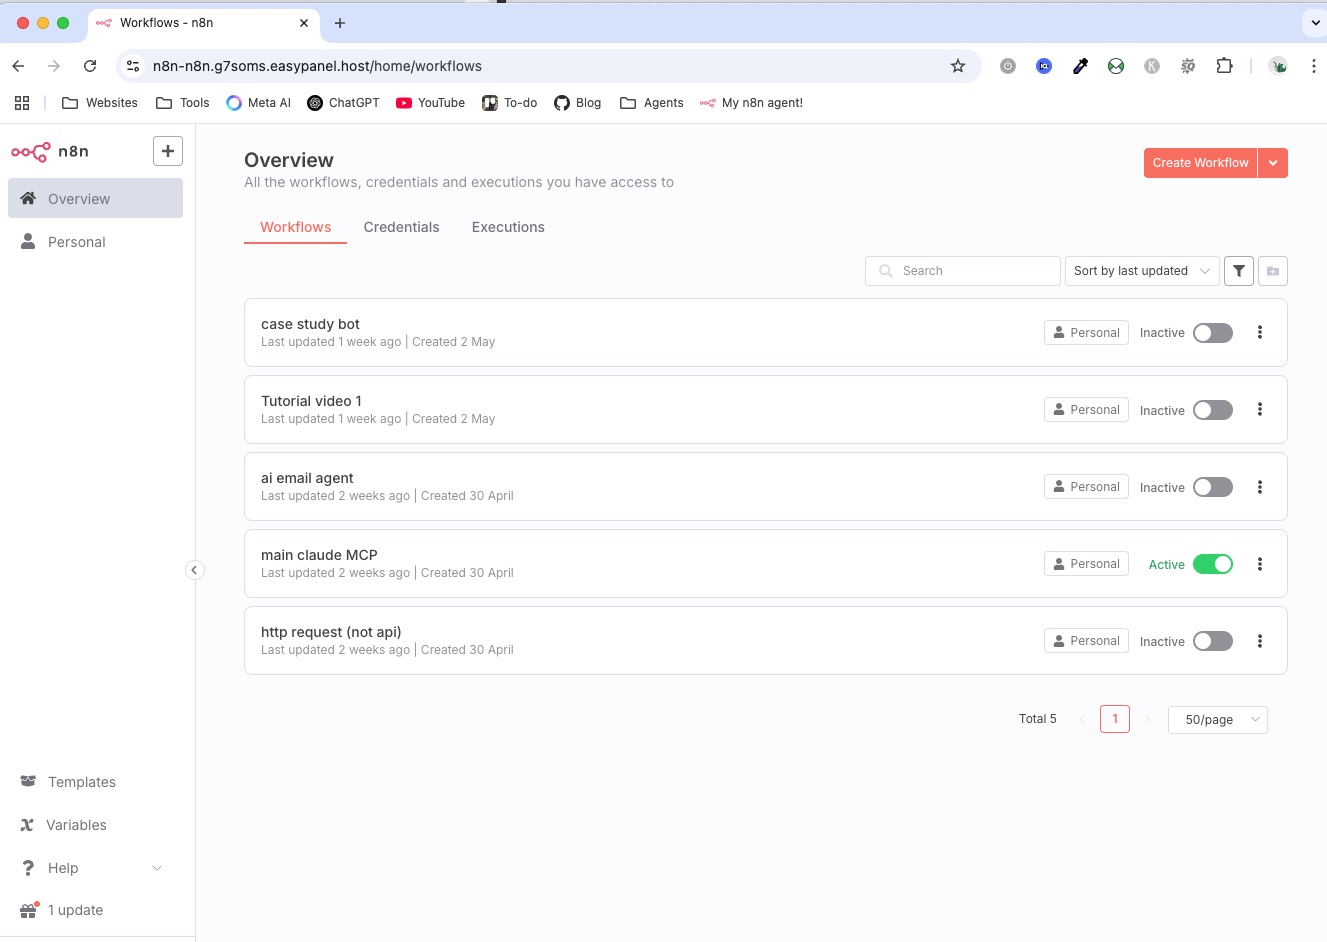 Workflows - n8n
n8n-n8n.g7soms.easypanel.host/home/workflows
Websites
Tools
Meta AI
ChatGPT
YouTube
To-do
Blog
Agents
My n8n agent!
n8n
Overview
Personal
Templates
Variables
Help
1 update
Overview
All the workflows, credentials and executions you have access to
Create Workflow
Workflows
Credentials
Executions
Search
Sort by last updated
case study bot
Last updated 1 week ago | Created 2 May
Personal
Inactive
Tutorial video 1
Last updated 1 week ago | Created 2 May
Personal
Inactive
ai email agent
Last updated 2 weeks ago | Created 30 April
Personal
Inactive
main claude MCP
Last updated 2 weeks ago | Created 30 April
Personal
Active
http request (not api)
Last updated 2 weeks ago | Created 30 April
Personal
Inactive
Total 5
1
50/page